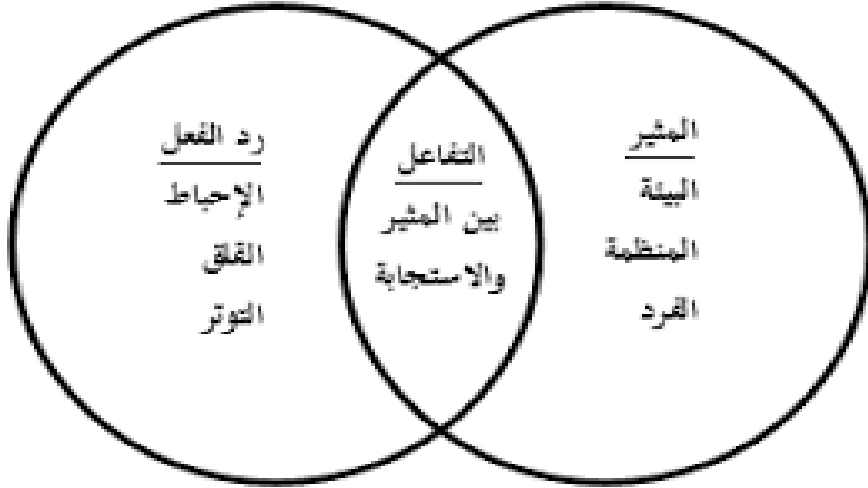 المثير
البيئة
المنظمة
الفرد
التفاعل
بين المثير
والاستجابة
رد الفعل
الإحباط
القلق
التوتر